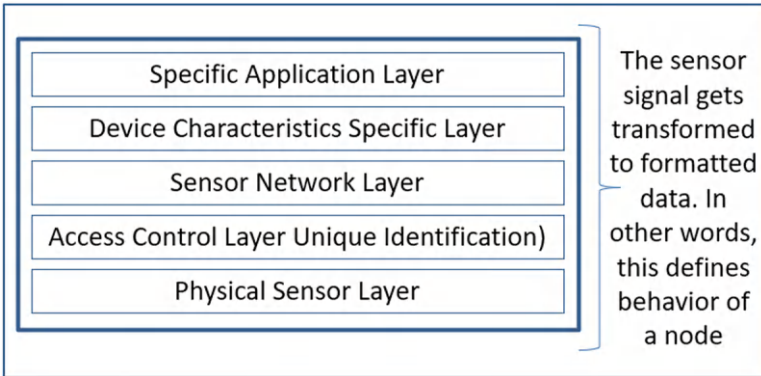 Specific Application Layer
Device Characteristics Specific Layer
Sensor Network Layer
Access Control Layer Unique Identification)
Physical Sensor Layer
The sensor
signal gets
transformed
to formatted
data. In
other words,
this defines
behavior of
a node